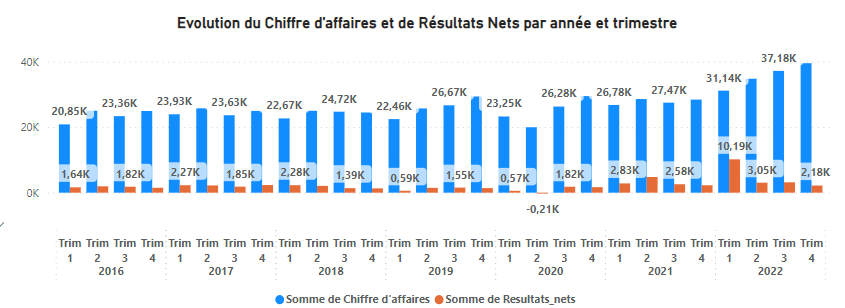 Evolution du Chiffre d'affaires et de Résultats Nets par année et trimestre
40K
20K
0K
20,85K 23,36K 23,93K 23,63K 22,67K 24,72K 22,46K 26,67K 23,25K 26,28K 26,78K 27,47K 31,14K 37,18K
1,64K 1,82K 2,27K 1,85K 2,28K 1,39K 0,59K 1,55K 0,57K -0,21K 1,82K 2,83K 2,58K 10,19K 3,05K 2,18K
Trim Trim Trim Trim Trim Trim Trim Trim Trim Trim Trim Trim Trim Trim Trim Trim Trim Trim Trim Trim Trim Trim Trim Trim Trim Trim Trim Trim
1 2 3 4 1 2 3 4 1 2 3 4 1 2 3 4 1 2 3 4 1 2 3 4 1 2 3 4
2016 2017 2018 2019 2020 2021 2022
Somme de Chiffre d'affaires Somme de Resultats_nets